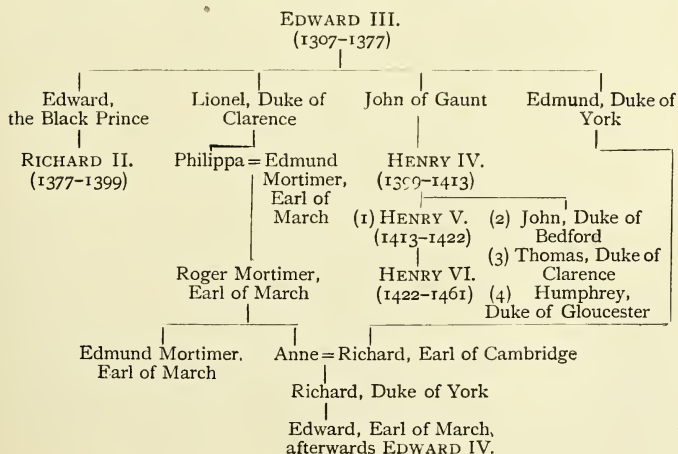 EDWARD III.
(1307-1377)
Edward,
the Black Prince
Lionel, Duke of
Clarence
John of Gaunt
Edmund, Duke of
York
RICHARD II.
(1377-1399)
Philippa = Edmund
Mortimer,
Earl of
March
HENRY IV.
(1399-1413)
(1) HENRY V.
(1413-1422)
(2) John, Duke of
Bedford
(3) Thomas, Duke of
Clarence
(4) Humphrey,
Duke of Gloucester
HENRY VI.
(1422-1461)
Roger Mortimer,
Earl of March
Edmund Mortimer.
Earl of March
Anne = Richard, Earl of Cambridge
Richard, Duke of York
Edward, Earl of March,
afterwards EDWARD IV.